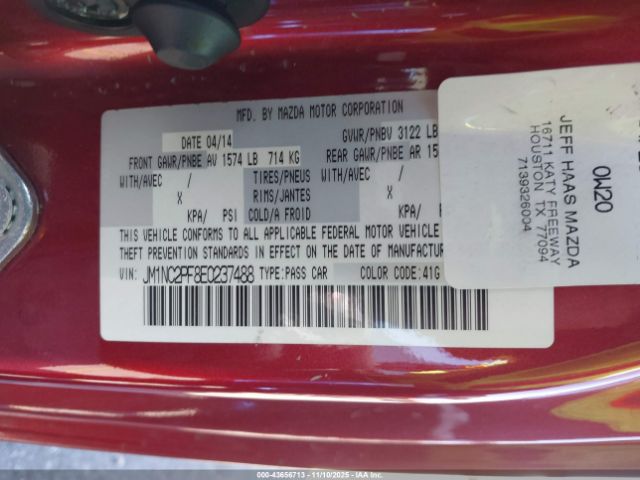 MFD. BY MAZDA MOTOR CORPORATION
DATE 04/14
GVWR/PNBV 3122 LB
FRONT GAWR/PNBE AV 1574 LB 714 KG
REAR GAWR/PNBE AR 15
WITH/AVEC / TIRES/PNEUS WITH/AVEC /
X RIMS/JANTES X
KPA/ PSI COLD/A FROID KPA/
THIS VEHICLE CONFORMS TO ALL APPLICABLE FEDERAL MOTOR VEHICLE
THEFT PREVENTION STANDARDS IN EFFECT ON THE DATE OF MANUFACTU
VIN: JM1NC2PF8E0237488 TYPE:PASS CAR COLOR CODE:41G
0W20
JEFF HAAS MAZDA
16711 KATY FREEWAY
HOUSTON TX 77094
7139326004
000-43656713 - 11/10/2025 - IAAI.COM